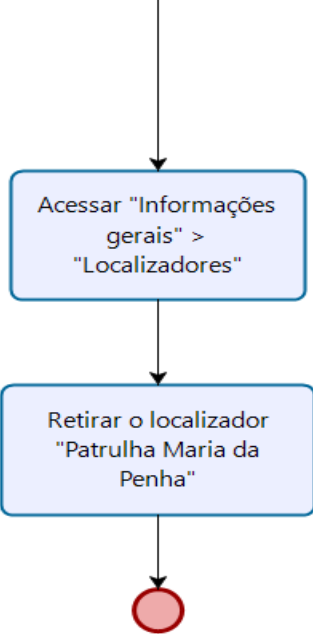 Acessar "Informações
gerais" >
"Localizadores"
Retirar o localizador
"Patrulha Maria da
Penha"